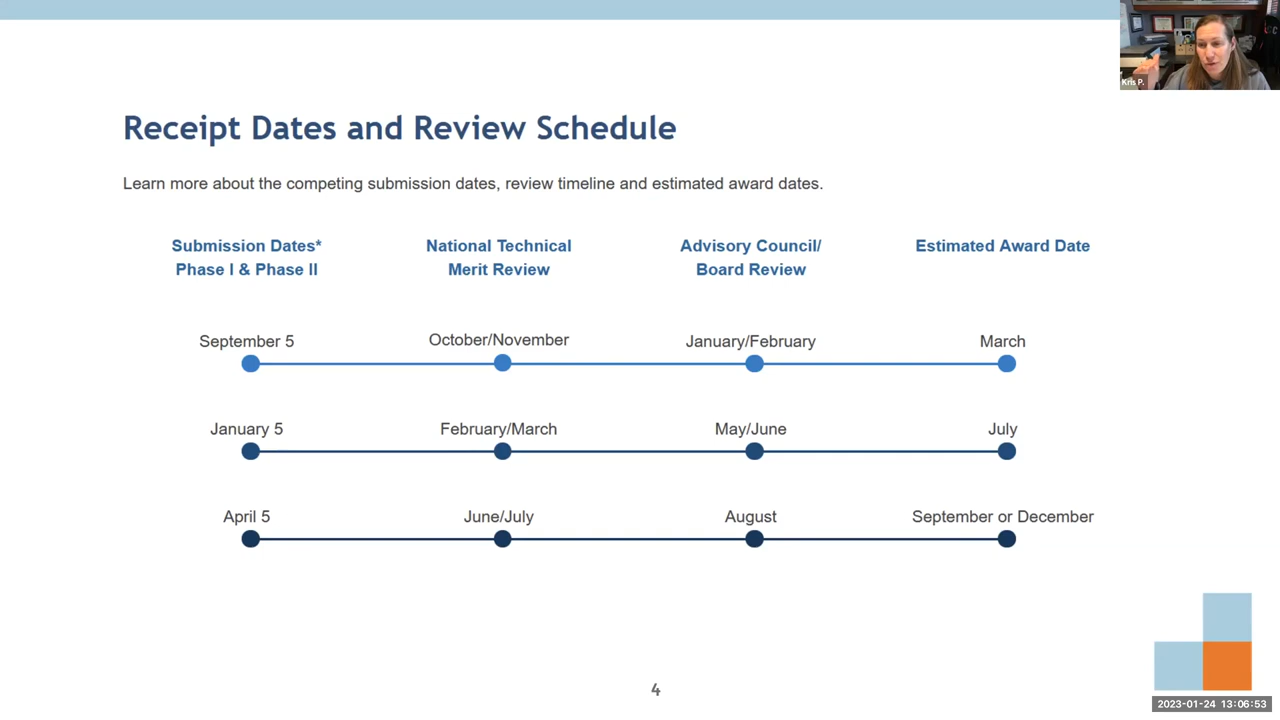 Kris P.
Receipt Dates and Review Schedule
Learn more about the competing submission dates, review timeline and estimated award dates.
Submission Dates*
Phase I & Phase II
National Technical
Merit Review
Advisory Council/
Board Review
Estimated Award Date
September 5
October/November
January/February
March
January 5
February/March
May/June
July
April 5
June/July
August
September or December
4
2023-01-24 13:06:53